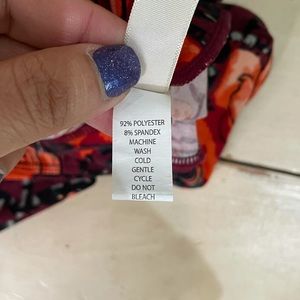 92% POLYESTER
8% SPANDEX
MACHINE
WASH
COLD
GENTLE
CYCLE
DO NOT
BLEACH